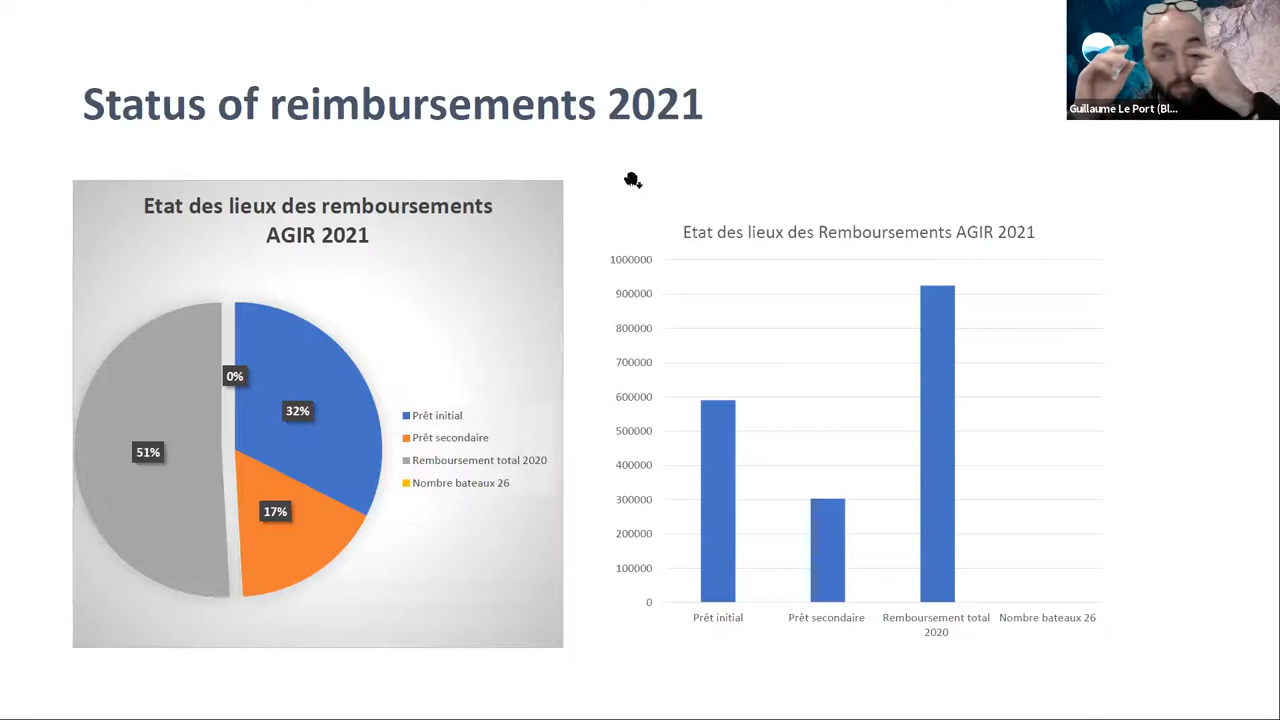 Status of reimbursements 2021
Guillaume Le Port (Bl...
Etat des lieux des remboursements
AGIR 2021
0%
32%
51%
17%
Prêt initial
Prêt secondaire
Remboursement total 2020
Nombre bateaux 26
Etat des lieux des Remboursements AGIR 2021
1000000
900000
800000
700000
600000
500000
400000
300000
200000
100000
0
Prêt initial
Prêt secondaire
Remboursement total
2020
Nombre bateaux 26